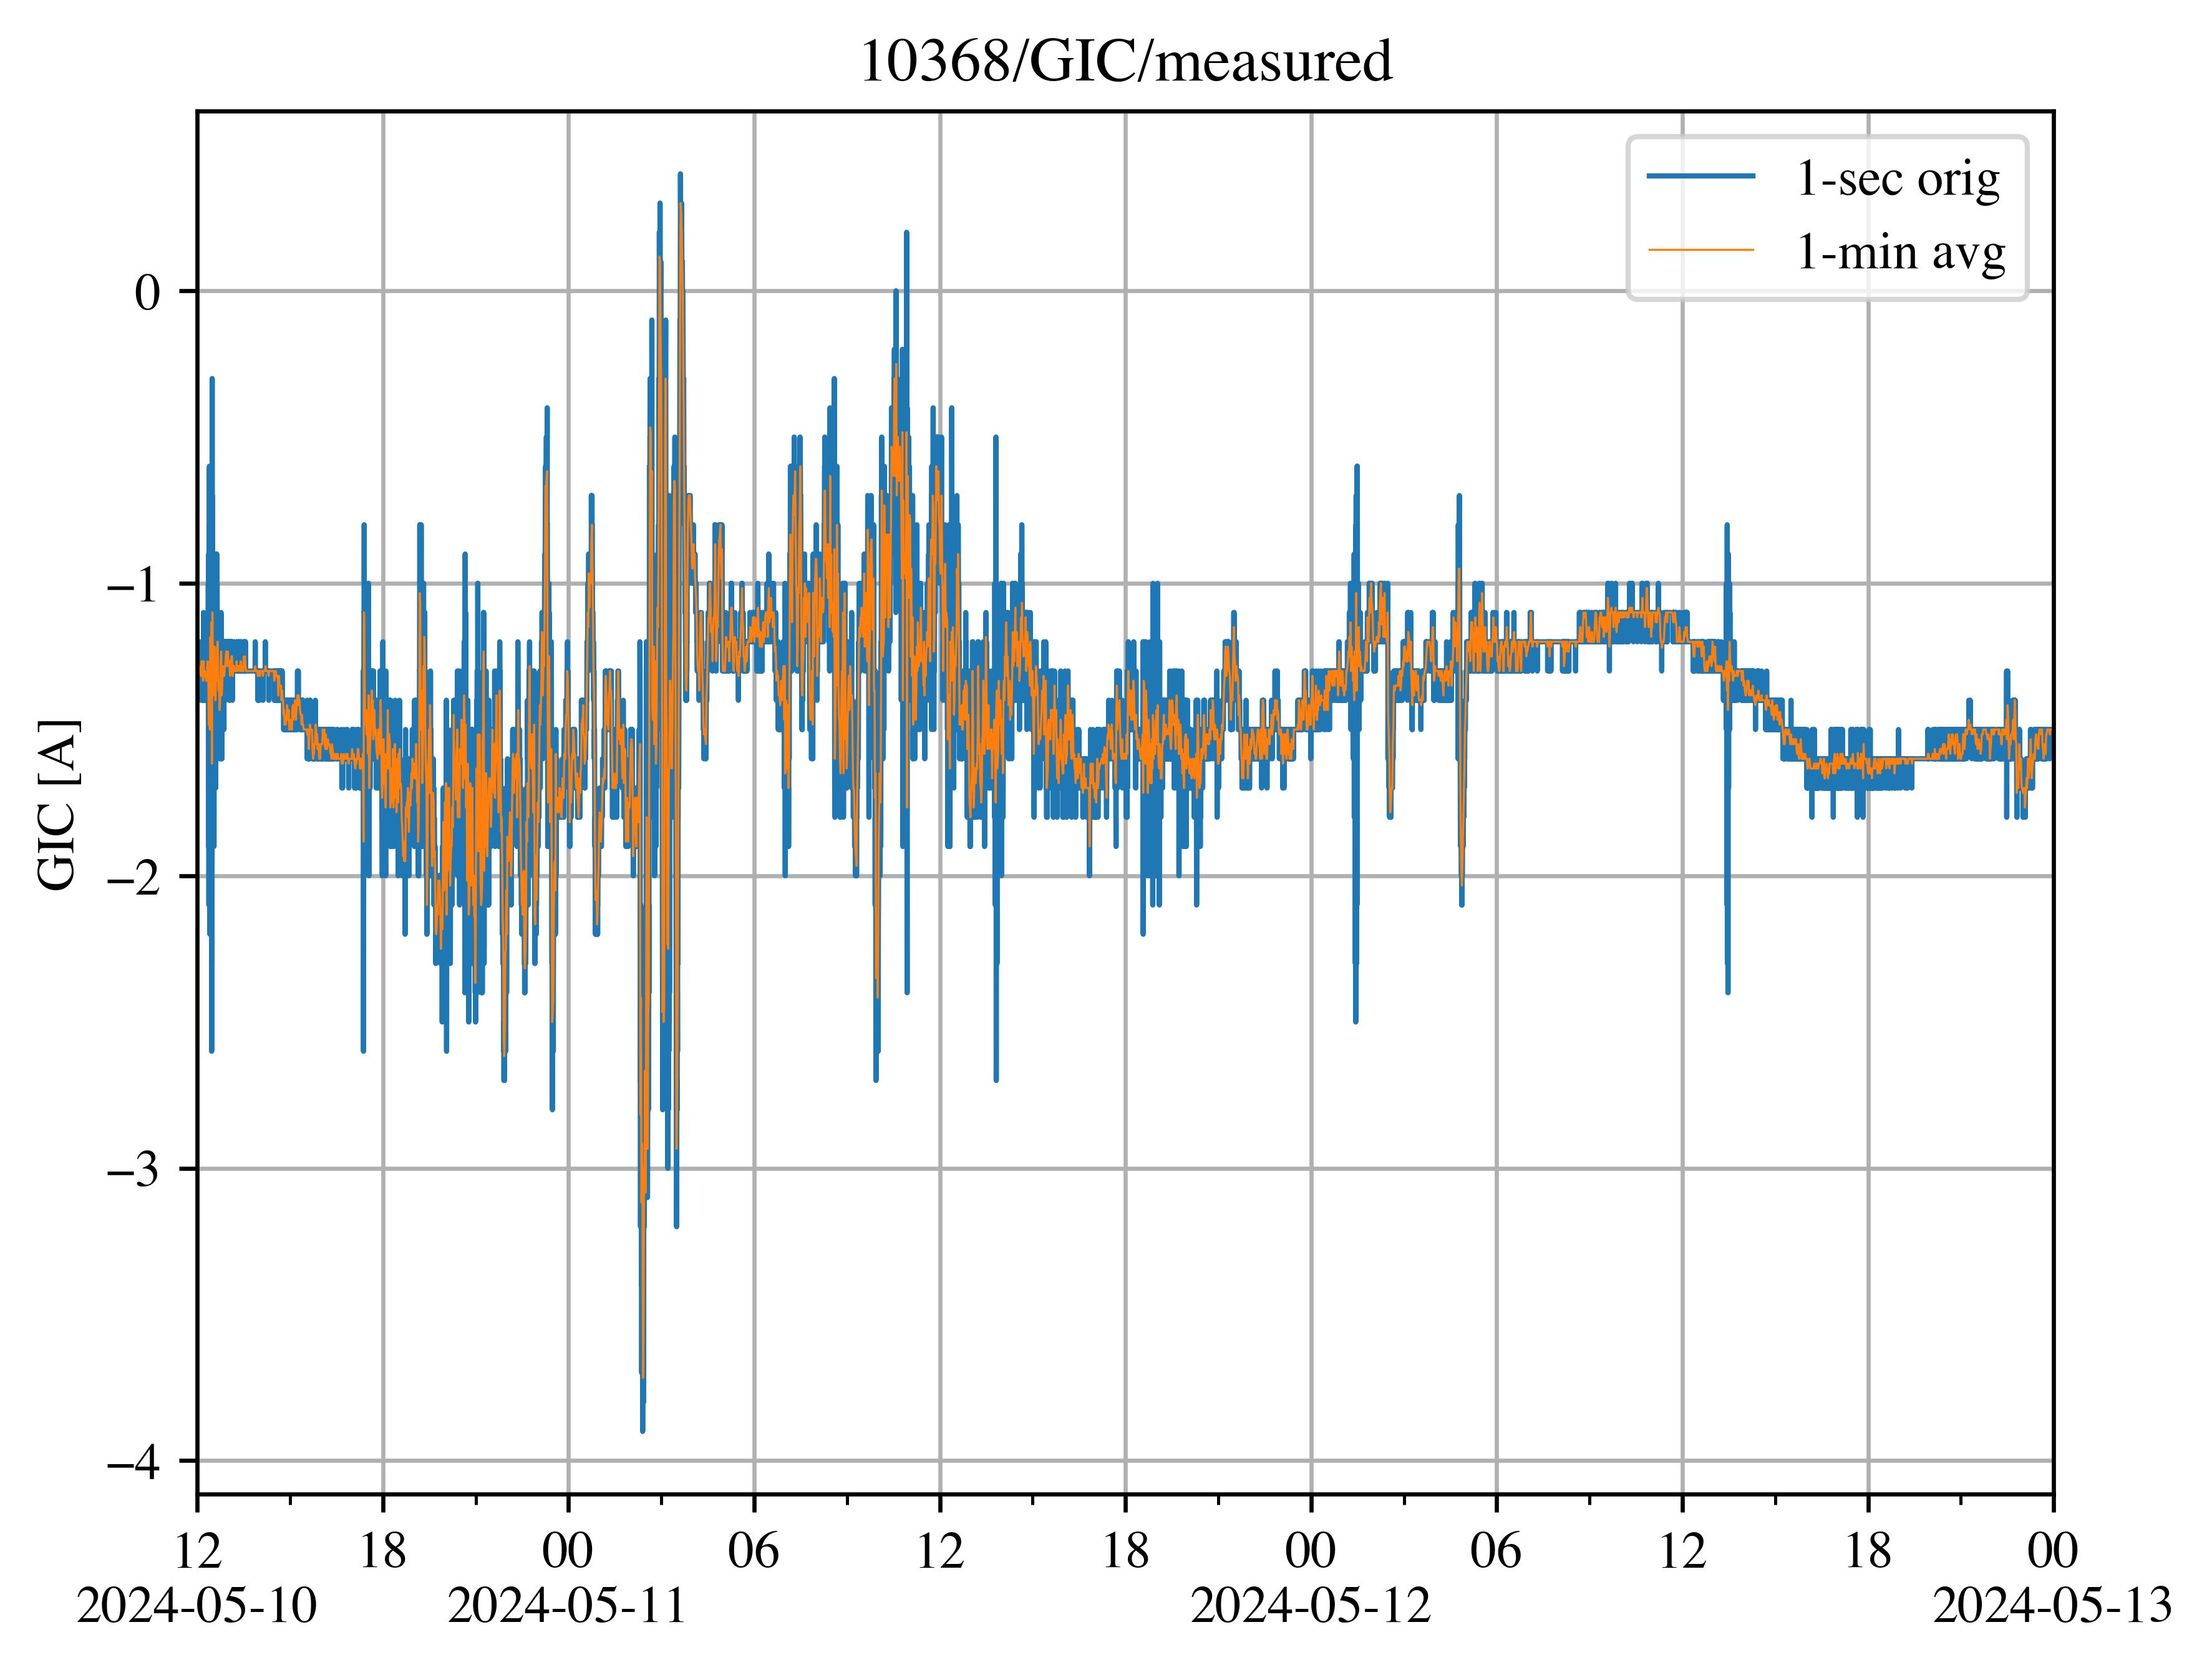 10368/GIC/measured
1-sec orig
1-min avg
0
−1
−2
−3
−4
GIC [A]
12 18 00 06 12 18 00 06 12 18 00
2024-05-10 2024-05-11 2024-05-12 2024-05-13